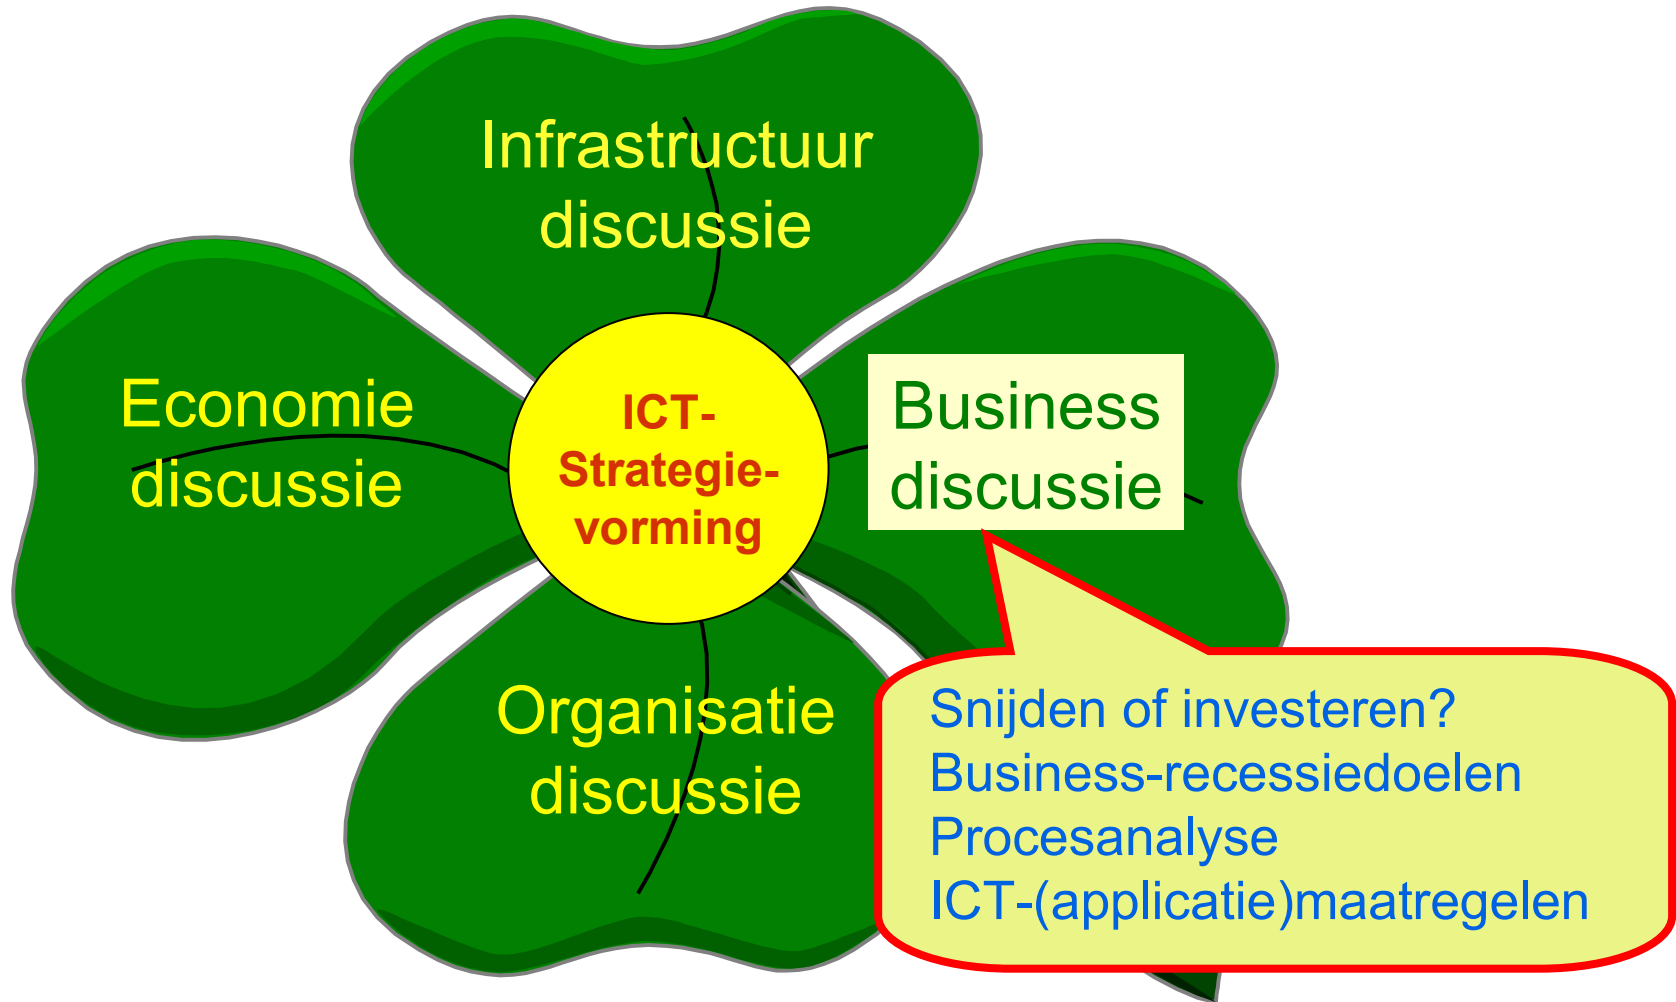 Infrastructuur
discussie
Economie
discussie
ICT-
Strategie-
vorming
Business
discussie
Organisatie
discussie
Snijden of investeren?
Business-recessiedoelen
Procesanalyse
ICT-(applicatie)maatregelen